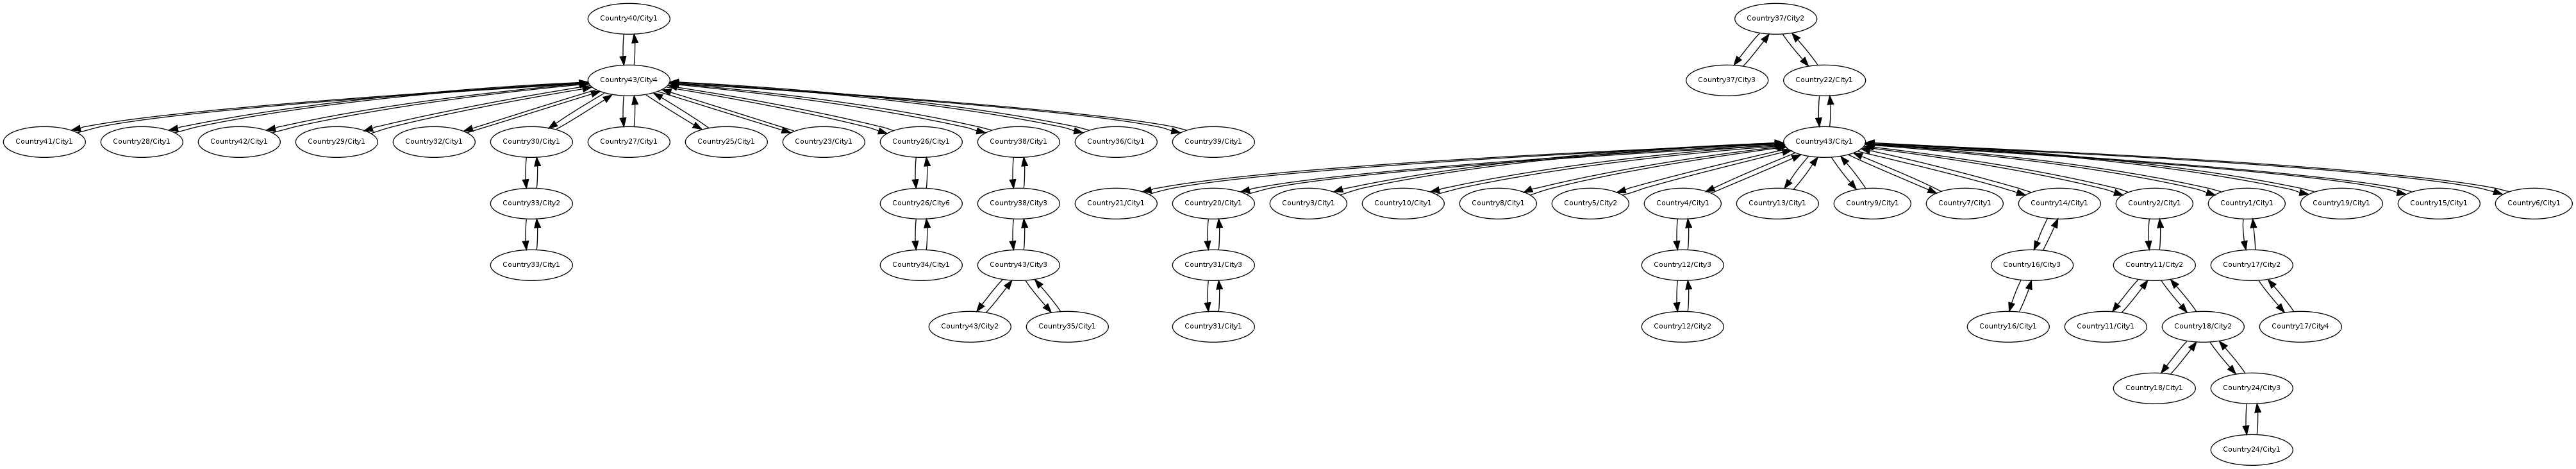 Country40/City1
Country37/City2
Country43/City4
Country37/City3
Country22/City1
Country41/City1
Country28/City1
Country42/City1
Country29/City1
Country32/City1
Country30/City1
Country27/City1
Country25/City1
Country23/City1
Country26/City1
Country38/City1
Country36/City1
Country39/City1
Country43/City1
Country33/City2
Country26/City6
Country38/City3
Country21/City1
Country20/City1
Country3/City1
Country10/City1
Country8/City1
Country5/City2
Country4/City1
Country13/City1
Country9/City1
Country7/City1
Country14/City1
Country2/City1
Country1/City1
Country19/City1
Country15/City1
Country6/City1
Country33/City1
Country34/City1
Country43/City3
Country31/City3
Country12/City3
Country16/City3
Country11/City2
Country17/City2
Country43/City2
Country35/City1
Country31/City1
Country12/City2
Country16/City1
Country11/City1
Country18/City2
Country17/City4
Country18/City1
Country24/City3
Country24/City1